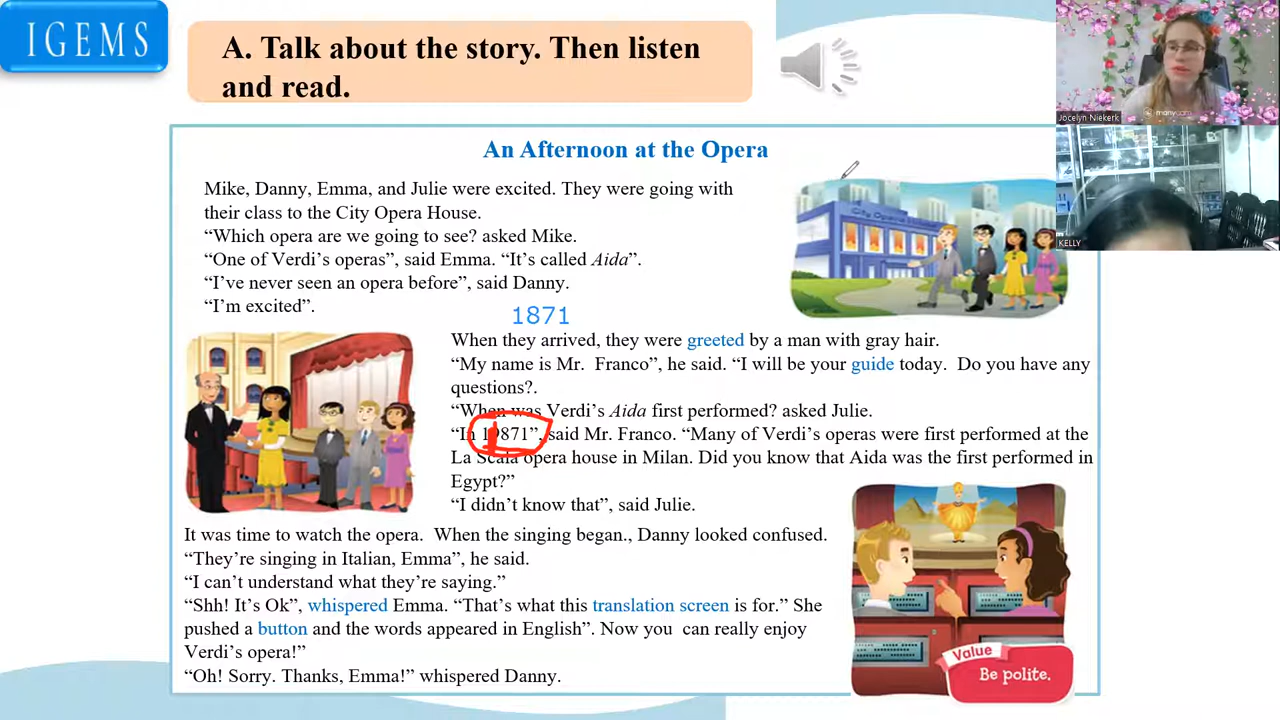 IGEMS
A. Talk about the story. Then listen
and read.
manycam
Jocelyn Niekerk
KELLY
An Afternoon at the Opera
Mike, Danny, Emma, and Julie were excited. They were going with
their class to the City Opera House.
“Which opera are we going to see? asked Mike.
“One of Verdi’s operas”, said Emma. “It’s called Aida”.
“I’ve never seen an opera before”, said Danny.
“I’m excited”.
City Opera
1871
When they arrived, they were greeted by a man with gray hair.
“My name is Mr. Franco”, he said. “I will be your guide today. Do you have any
questions?.
“When was Verdi’s Aida first performed? asked Julie.
“In 19871”, said Mr. Franco. “Many of Verdi’s operas were first performed at the
La Scala opera house in Milan. Did you know that Aida was the first performed in
Egypt?”
“I didn’t know that”, said Julie.
It was time to watch the opera. When the singing began., Danny looked confused.
“They’re singing in Italian, Emma”, he said.
“I can’t understand what they’re saying.”
“Shh! It’s Ok”, whispered Emma. “That’s what this translation screen is for.” She
pushed a button and the words appeared in English”. Now you can really enjoy
Verdi’s opera!”
“Oh! Sorry. Thanks, Emma!” whispered Danny.
Value
Be polite.